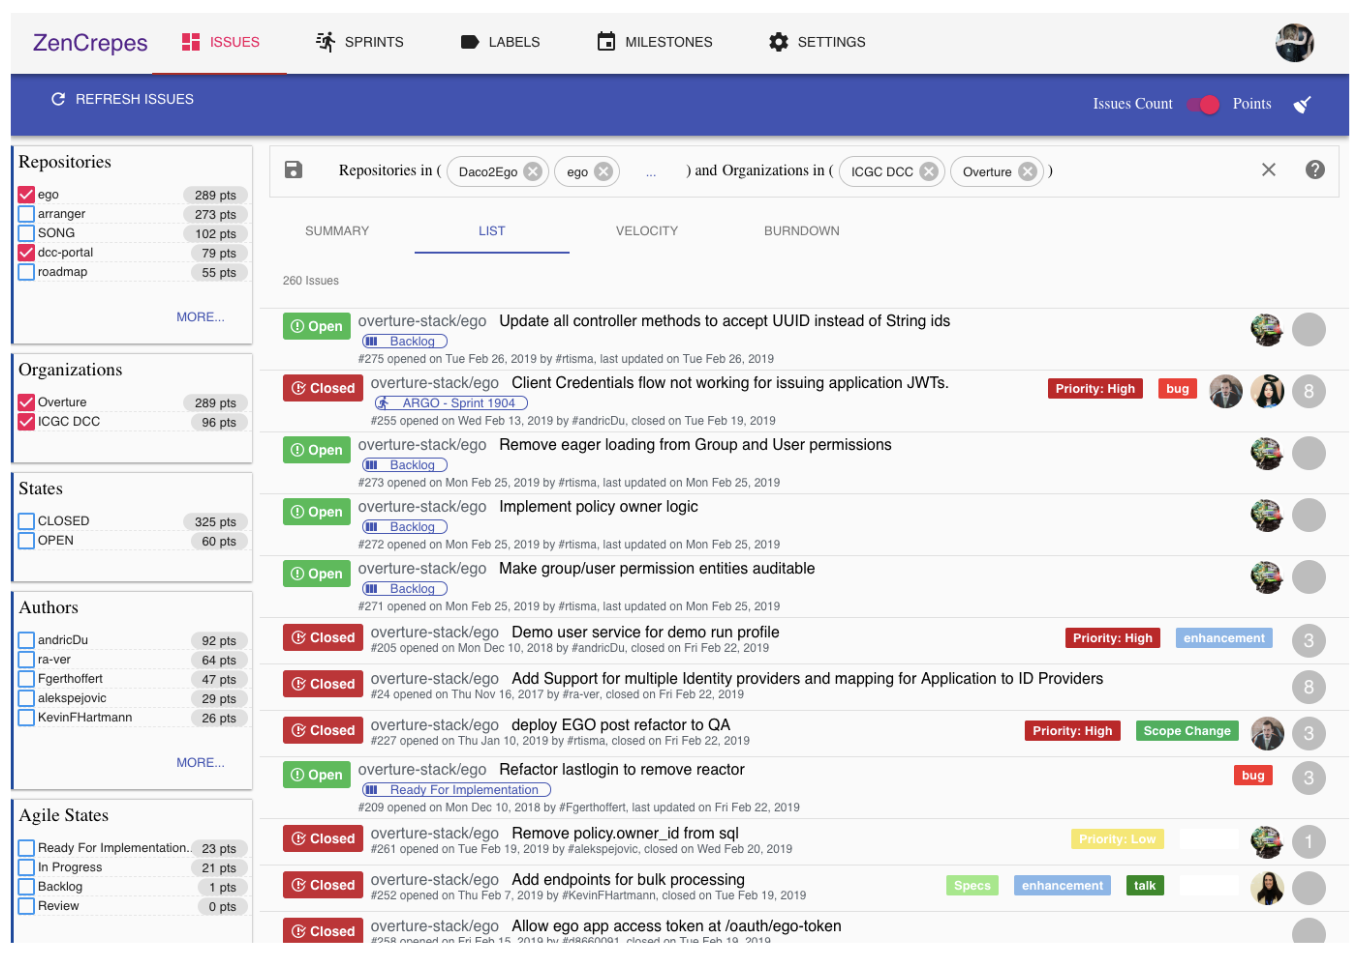 ZenCrepes ISSUES SPRINTS LABELS MILESTONES SETTINGS
REFRESH ISSUES Issues Count Points
Repositories
ego 289 pts
arranger 273 pts
SONG 102 pts
dcc-portal 79 pts
roadmap 55 pts
MORE...
Organizations
Overture 289 pts
ICGC DCC 96 pts
States
CLOSED 325 pts
OPEN 60 pts
Authors
andricDu 92 pts
ra-ver 64 pts
Fgerthoffert 47 pts
alekspejovic 29 pts
KevinFHartmann 26 pts
MORE...
Agile States
Ready For Implementation.. 23 pts
In Progress 21 pts
Backlog 1 pts
Review 0 pts
Repositories in ( Daco2Ego ego ... ) and Organizations in ( ICGC DCC Overture )
SUMMARY LIST VELOCITY BURNDOWN
260 Issues
Open overture-stack/ego Update all controller methods to accept UUID instead of String ids
Backlog
#275 opened on Tue Feb 26, 2019 by #rtisma, last updated on Tue Feb 26, 2019
Closed overture-stack/ego Client Credentials flow not working for issuing application JWTs. Priority: High bug 8
ARGO - Sprint 1904
#255 opened on Wed Feb 13, 2019 by #andricDu, closed on Tue Feb 19, 2019
Open overture-stack/ego Remove eager loading from Group and User permissions
Backlog
#273 opened on Mon Feb 25, 2019 by #rtisma, last updated on Mon Feb 25, 2019
Open overture-stack/ego Implement policy owner logic
Backlog
#272 opened on Mon Feb 25, 2019 by #rtisma, last updated on Mon Feb 25, 2019
Open overture-stack/ego Make group/user permission entities auditable
Backlog
#271 opened on Mon Feb 25, 2019 by #rtisma, last updated on Mon Feb 25, 2019
Closed overture-stack/ego Demo user service for demo run profile Priority: High enhancement 3
#205 opened on Mon Dec 10, 2018 by #andricDu, closed on Fri Feb 22, 2019
Closed overture-stack/ego Add Support for multiple Identity providers and mapping for Application to ID Providers 8
#24 opened on Thu Nov 16, 2017 by #ra-ver, closed on Fri Feb 22, 2019
Closed overture-stack/ego deploy EGO post refactor to QA Priority: High Scope Change 3
#227 opened on Thu Jan 10, 2019 by #rtisma, closed on Fri Feb 22, 2019
Open overture-stack/ego Refactor lastlogin to remove reactor bug 3
Ready For Implementation
#209 opened on Mon Dec 10, 2018 by #Fgerthoffert, last updated on Fri Feb 22, 2019
Closed overture-stack/ego Remove policy.owner_id from sql Priority: Low 1
#261 opened on Tue Feb 19, 2019 by #alekspejovic, closed on Wed Feb 20, 2019
Closed overture-stack/ego Add endpoints for bulk processing Specs enhancement talk
#252 opened on Thu Feb 7, 2019 by #KevinFHartmann, closed on Tue Feb 19, 2019
Closed overture-stack/ego Allow ego app access token at /oauth/ego-token
#258 opened on Fri Feb 15, 2019 by #d8660091, closed on Tue Feb 19, 2019